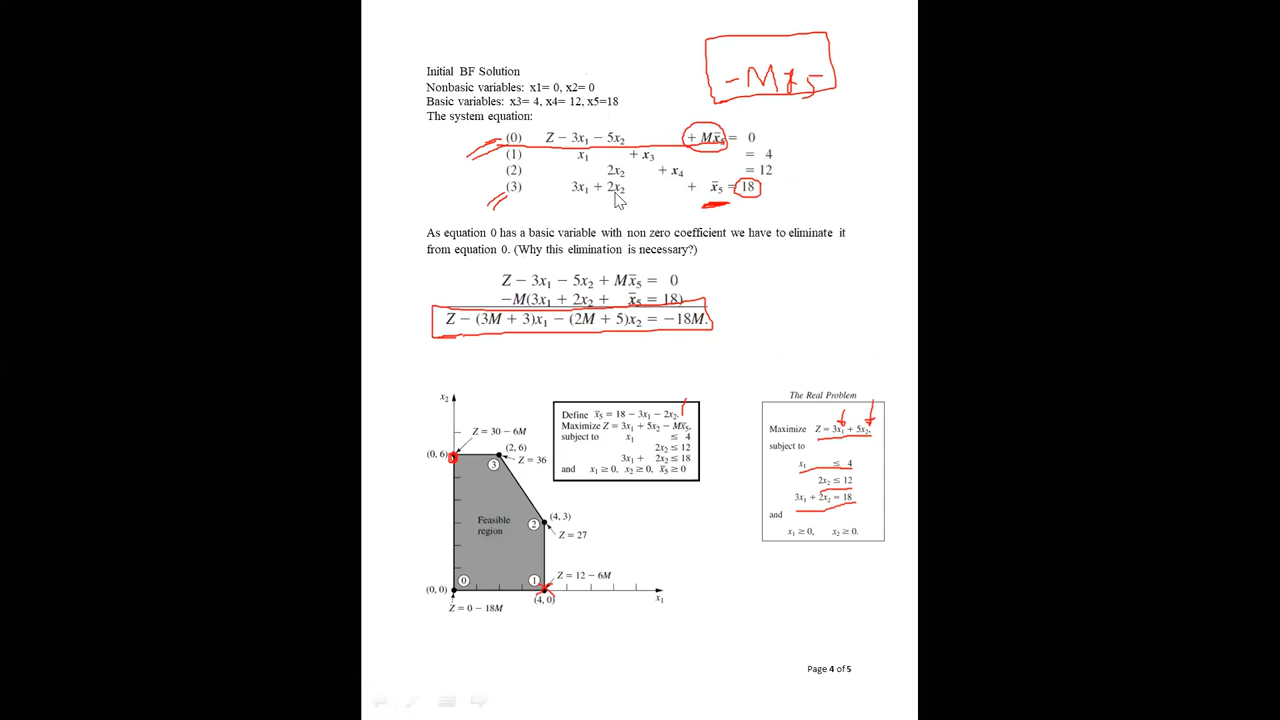 Initial BF Solution
Nonbasic variables: x1= 0, x2= 0
Basic variables: x3= 4, x4= 12, x5=18
The system equation:
-Mx̄5
(0) Z − 3x₁ − 5x₂ + Mx̄₅ = 0
(1) x₁ + x₃ = 4
(2) 2x₂ + x₄ = 12
(3) 3x₁ + 2x₂ + x̄₅ = 18
As equation 0 has a basic variable with non zero coefficient we have to eliminate it
from equation 0. (Why this elimination is necessary?)
Z − 3x₁ − 5x₂ + Mx̄₅ = 0
−M(3x₁ + 2x₂ + x̄₅ = 18)
Z − (3M + 3)x₁ − (2M + 5)x₂ = −18M.
x₂
Z = 30 − 6M
(0, 6)
(2, 6)
Z = 36
3
Feasible
region
(4, 3)
2
Z = 27
0
1
Z = 12 − 6M
(0, 0)
(4, 0)
x₁
Z = 0 − 18M
Define x̄₅ = 18 − 3x₁ − 2x₂.
Maximize Z = 3x₁ + 5x₂ − Mx̄₅,
subject to x₁ ≤ 4
2x₂ ≤ 12
3x₁ + 2x₂ ≤ 18
and x₁ ≥ 0, x₂ ≥ 0, x̄₅ ≥ 0
The Real Problem
Maximize Z = 3x₁ + 5x₂,
subject to
x₁ ≤ 4
2x₂ ≤ 12
3x₁ + 2x₂ = 18
and
x₁ ≥ 0, x₂ ≥ 0.
Page 4 of 5